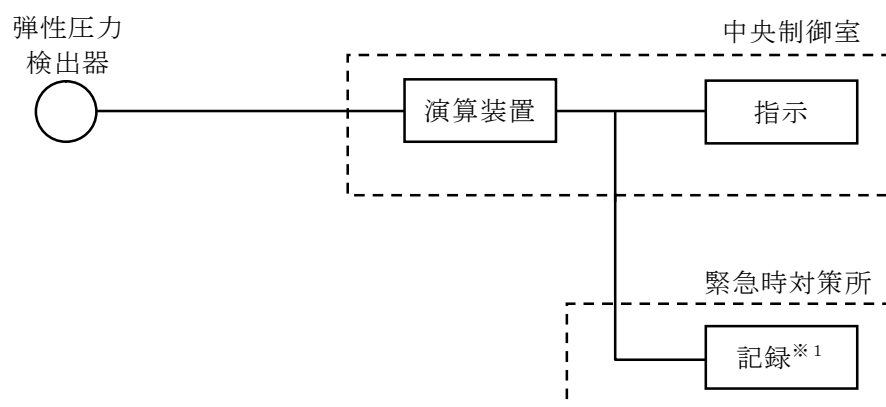 弾性圧力
検出器
中央制御室
演算装置
指示
緊急時対策所
記録※1